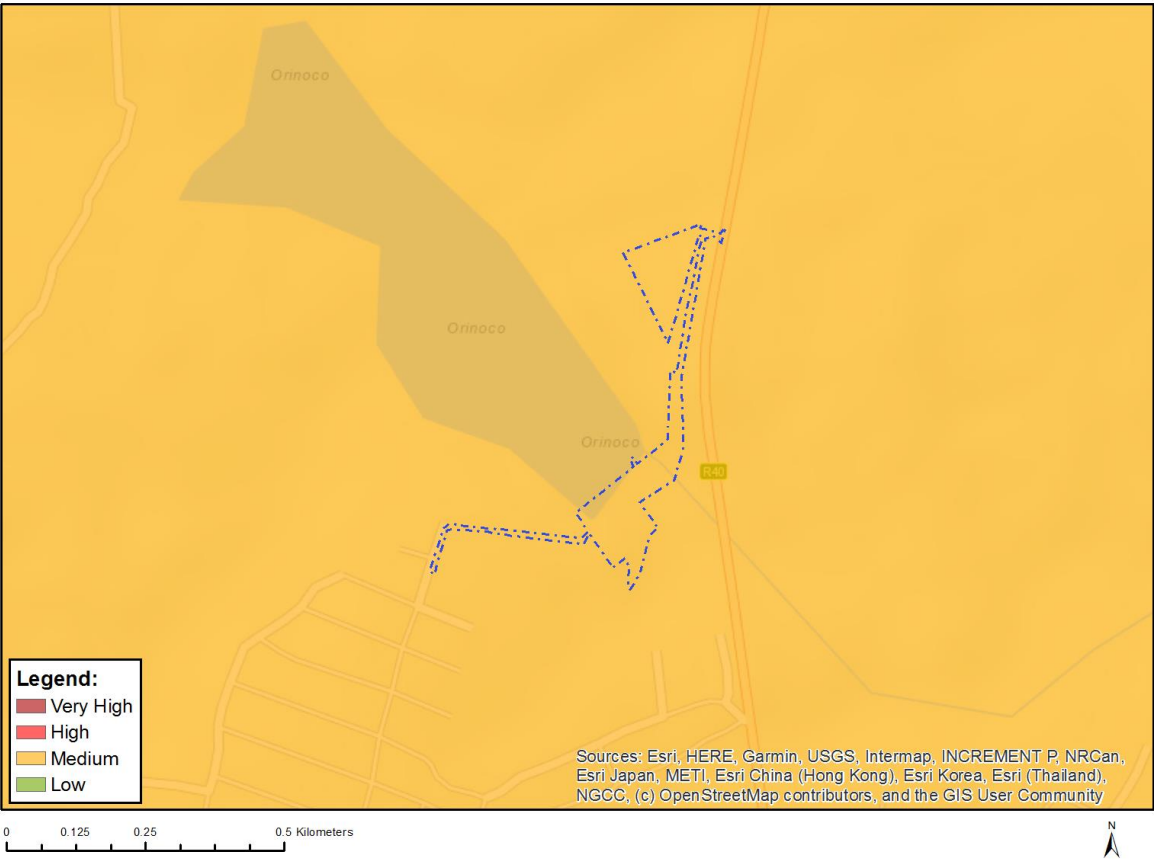 Orinoco
Orinoco
Orinoco
R40
Legend:
Very High
High
Medium
Low
Sources: Esri, HERE, Garmin, USGS, Intermap, INCREMENT P, NRCan,
Esri Japan, METI, Esri China (Hong Kong), Esri Korea, Esri (Thailand),
NGCC, (c) OpenStreetMap contributors, and the GIS User Community
0 0.125 0.25 0.5 Kilometers
N